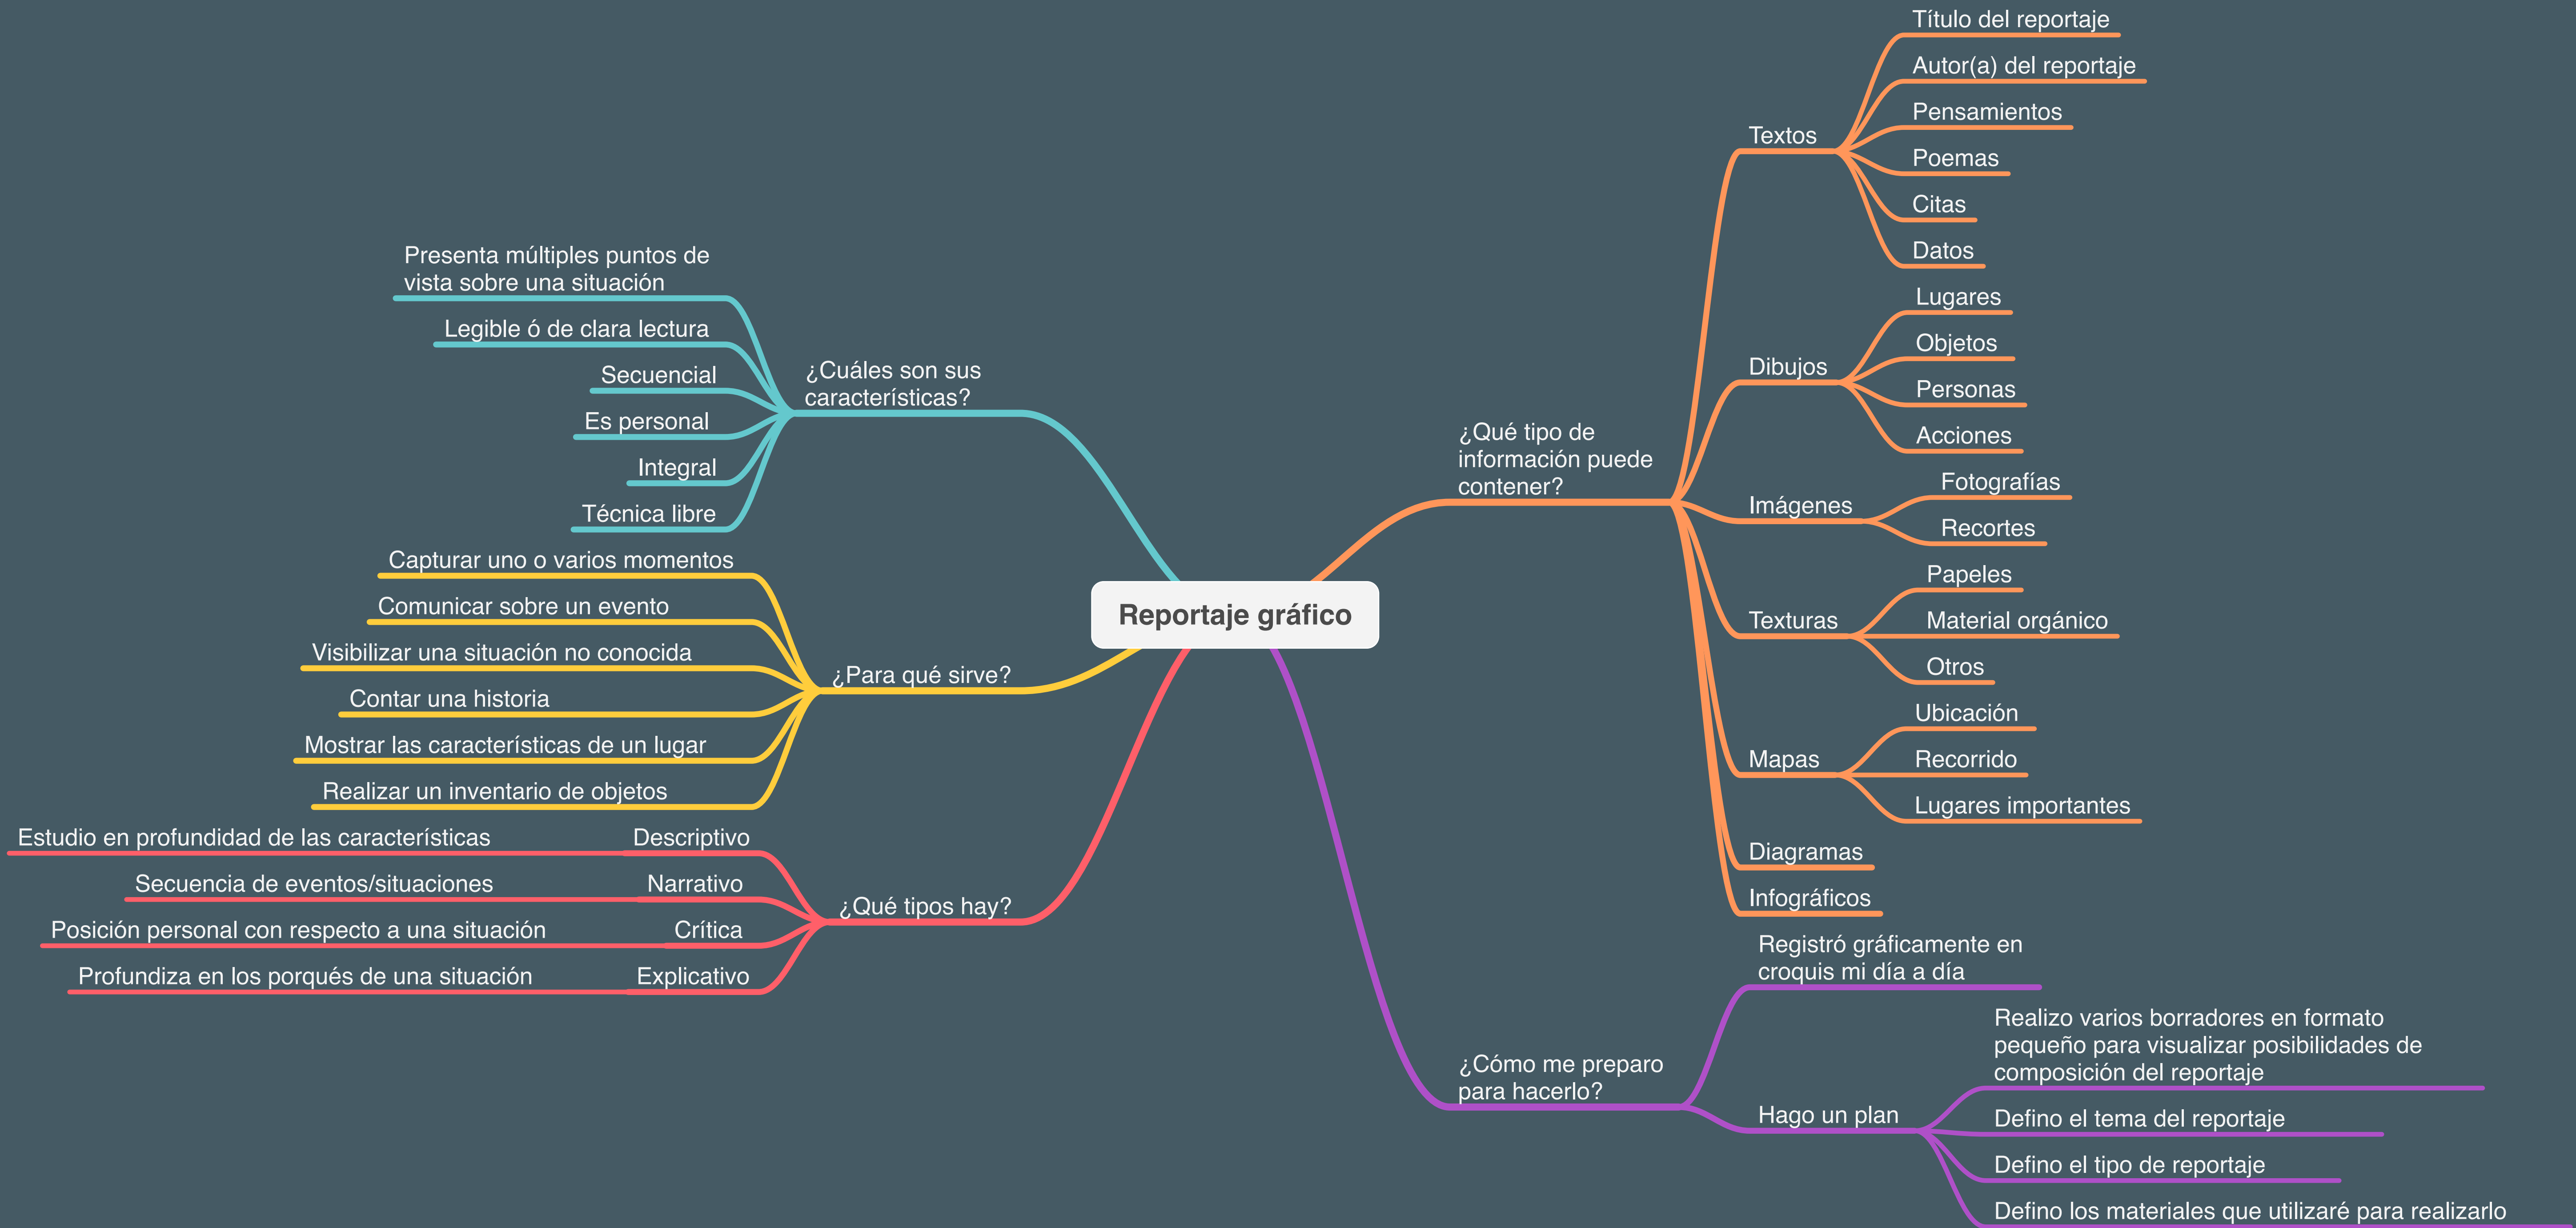 Reportaje gráfico
¿Cuáles son sus
características?
Presenta múltiples puntos de
vista sobre una situación
Legible ó de clara lectura
Secuencial
Es personal
Integral
Técnica libre
¿Para qué sirve?
Capturar uno o varios momentos
Comunicar sobre un evento
Visibilizar una situación no conocida
Contar una historia
Mostrar las características de un lugar
Realizar un inventario de objetos
¿Qué tipos hay?
Descriptivo
Estudio en profundidad de las características
Narrativo
Secuencia de eventos/situaciones
Crítica
Posición personal con respecto a una situación
Explicativo
Profundiza en los porqués de una situación
¿Qué tipo de
información puede
contener?
Textos
Título del reportaje
Autor(a) del reportaje
Pensamientos
Poemas
Citas
Datos
Dibujos
Lugares
Objetos
Personas
Acciones
Imágenes
Fotografías
Recortes
Texturas
Papeles
Material orgánico
Otros
Mapas
Ubicación
Recorrido
Lugares importantes
Diagramas
Infográficos
¿Cómo me preparo
para hacerlo?
Registró gráficamente en
croquis mi día a día
Hago un plan
Realizo varios borradores en formato
pequeño para visualizar posibilidades de
composición del reportaje
Defino el tema del reportaje
Defino el tipo de reportaje
Defino los materiales que utilizaré para realizarlo